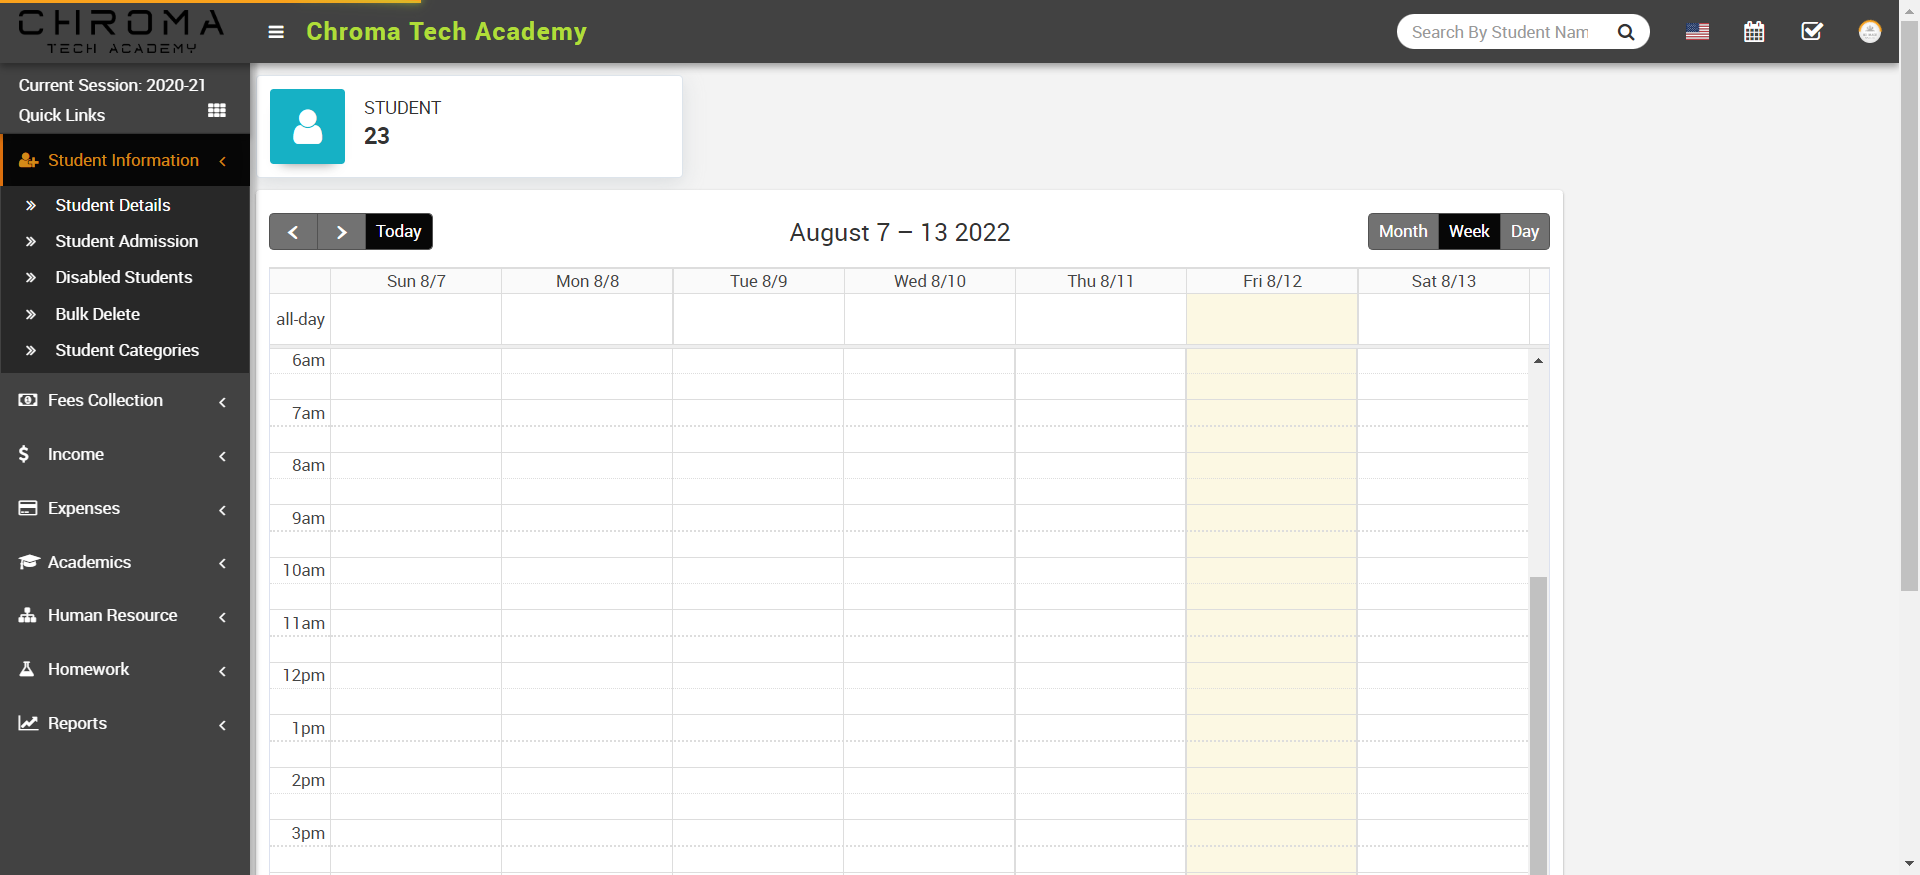 CHROMA
TECH ACADEMY
Chroma Tech Academy
Search By Student Nam
Current Session: 2020-21
Quick Links
Student Information
Student Details
Student Admission
Disabled Students
Bulk Delete
Student Categories
Fees Collection
Income
Expenses
Academics
Human Resource
Homework
Reports
STUDENT
23
Today
August 7 – 13 2022
Month Week Day
Sun 8/7 Mon 8/8 Tue 8/9 Wed 8/10 Thu 8/11 Fri 8/12 Sat 8/13
all-day
6am
7am
8am
9am
10am
11am
12pm
1pm
2pm
3pm